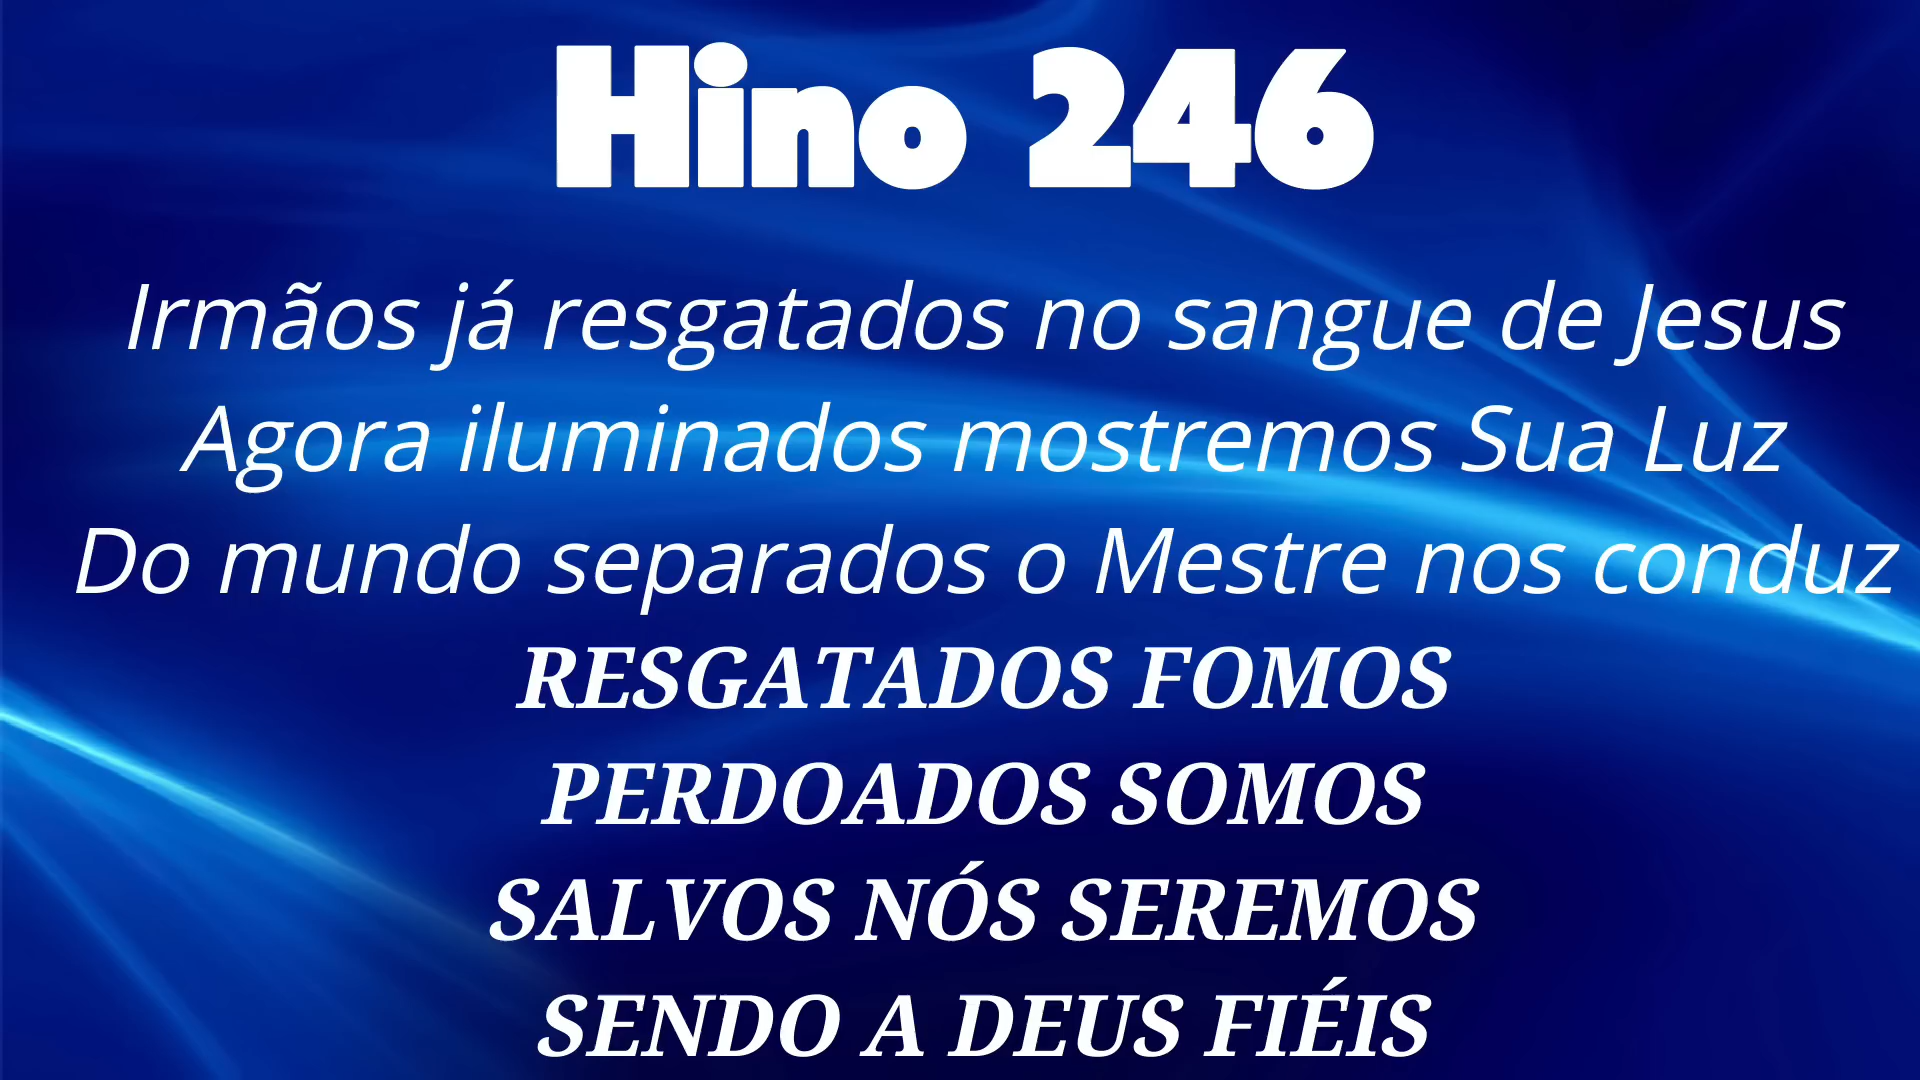 Hino 246
Irmãos já resgatados no sangue de Jesus
Agora iluminados mostremos Sua Luz
Do mundo separados o Mestre nos conduz
RESGATADOS FOMOS
PERDOADOS SOMOS
SALVOS NÓS SEREMOS
SENDO A DEUS FIÉIS